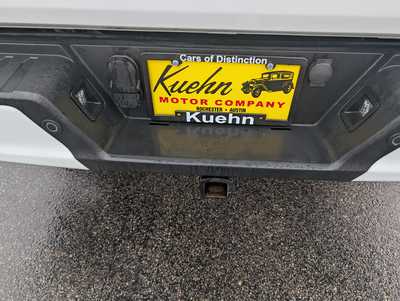 Cars of Distinction
Kuehn
MOTOR COMPANY
ROCHESTER • AUSTIN
Kuehn